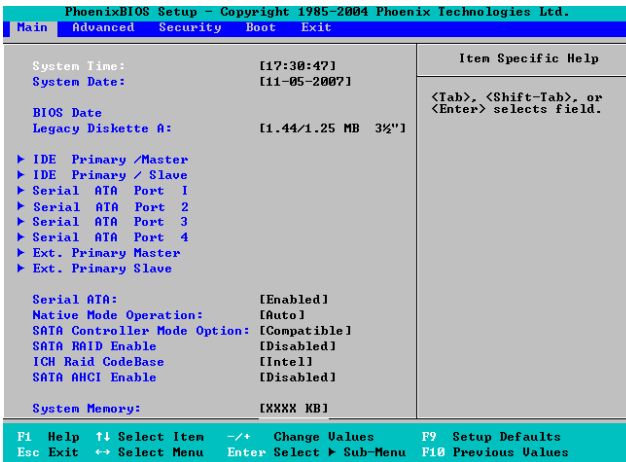 PhoenixBIOS Setup - Copyright 1985-2004 Phoenix Technologies Ltd.
Main Advanced Security Boot Exit
Item Specific Help
System Time: [17:30:47]
System Date: [11-05-2007]
<Tab>, <Shift-Tab>, or
<Enter> selects field.
BIOS Date
Legacy Diskette A: [1.44/1.25 MB 3½"]
▶ IDE Primary /Master
▶ IDE Primary / Slave
▶ Serial ATA Port I
▶ Serial ATA Port 2
▶ Serial ATA Port 3
▶ Serial ATA Port 4
▶ Ext. Primary Master
▶ Ext. Primary Slave
Serial ATA: [Enabled]
Native Mode Operation: [Auto]
SATA Controller Mode Option: [Compatible]
SATA RAID Enable [Disabled]
ICH Raid CodeBase [Intel]
SATA AHCI Enable [Disabled]
System Memory: [XXXX KB]
F1 Help ↑↓ Select Item -/+ Change Values F9 Setup Defaults
Esc Exit ↔ Select Menu Enter Select ▶ Sub-Menu F10 Previous Values